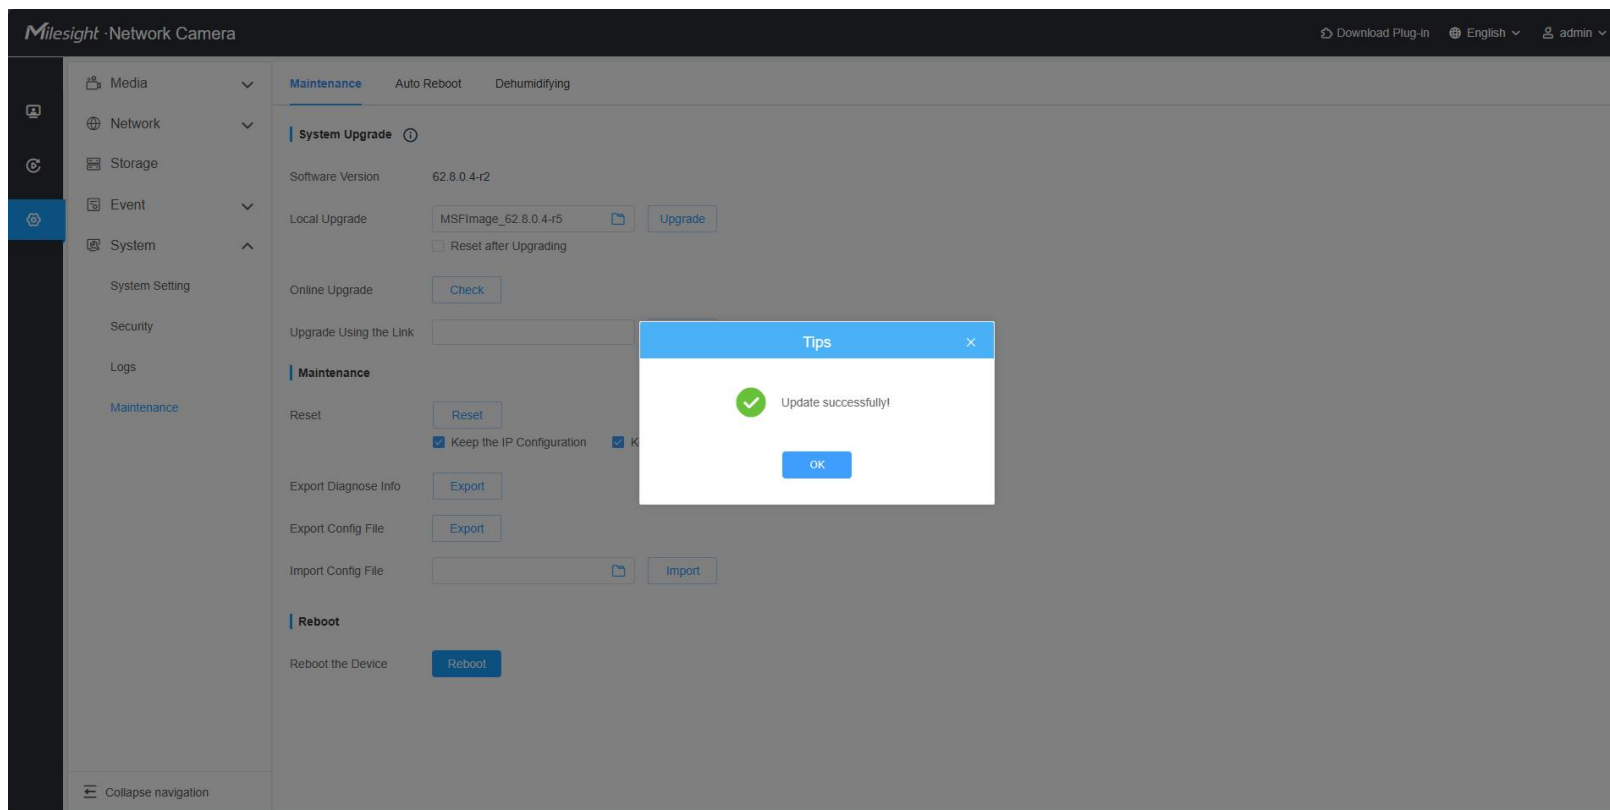 Milesight · Network Camera
Download Plug-in English admin
Media
Network
Storage
Event
System
System Setting
Security
Logs
Maintenance
Collapse navigation
Maintenance Auto Reboot Dehumidifying
System Upgrade
Software Version 62.8.0.4-r2
Local Upgrade MSFImage_62.8.0.4-r5 Upgrade
Reset after Upgrading
Online Upgrade Check
Upgrade Using the Link
Maintenance
Reset Reset
Keep the IP Configuration K
Export Diagnose Info Export
Export Config File Export
Import Config File Import
Reboot
Reboot the Device Reboot
Tips
Update successfully!
OK